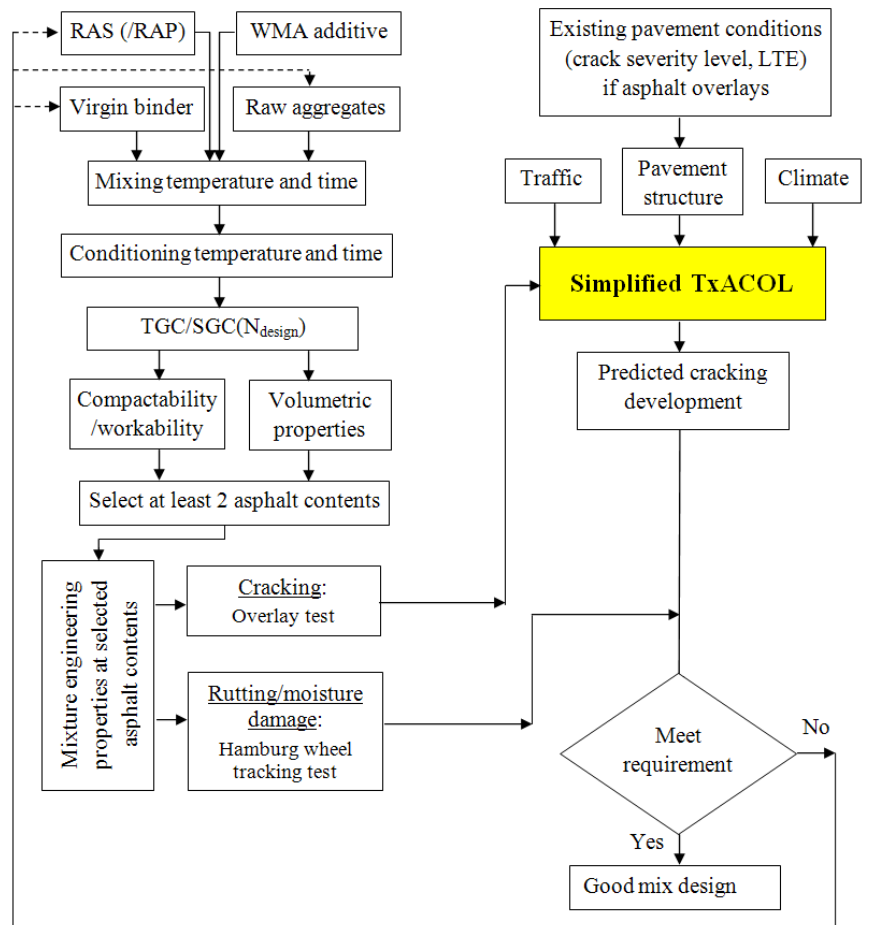 RAS (/RAP)
WMA additive
Virgin binder
Raw aggregates
Mixing temperature and time
Conditioning temperature and time
TGC/SGC(Ndesign)
Compactability
/workability
Volumetric
properties
Select at least 2 asphalt contents
Mixture engineering
properties at selected
asphalt contents
Cracking:
Overlay test
Rutting/moisture
damage:
Hamburg wheel
tracking test
Existing pavement conditions
(crack severity level, LTE)
if asphalt overlays
Traffic
Pavement
structure
Climate
Simplified TxACOL
Predicted cracking
development
Meet
requirement
No
Yes
Good mix design